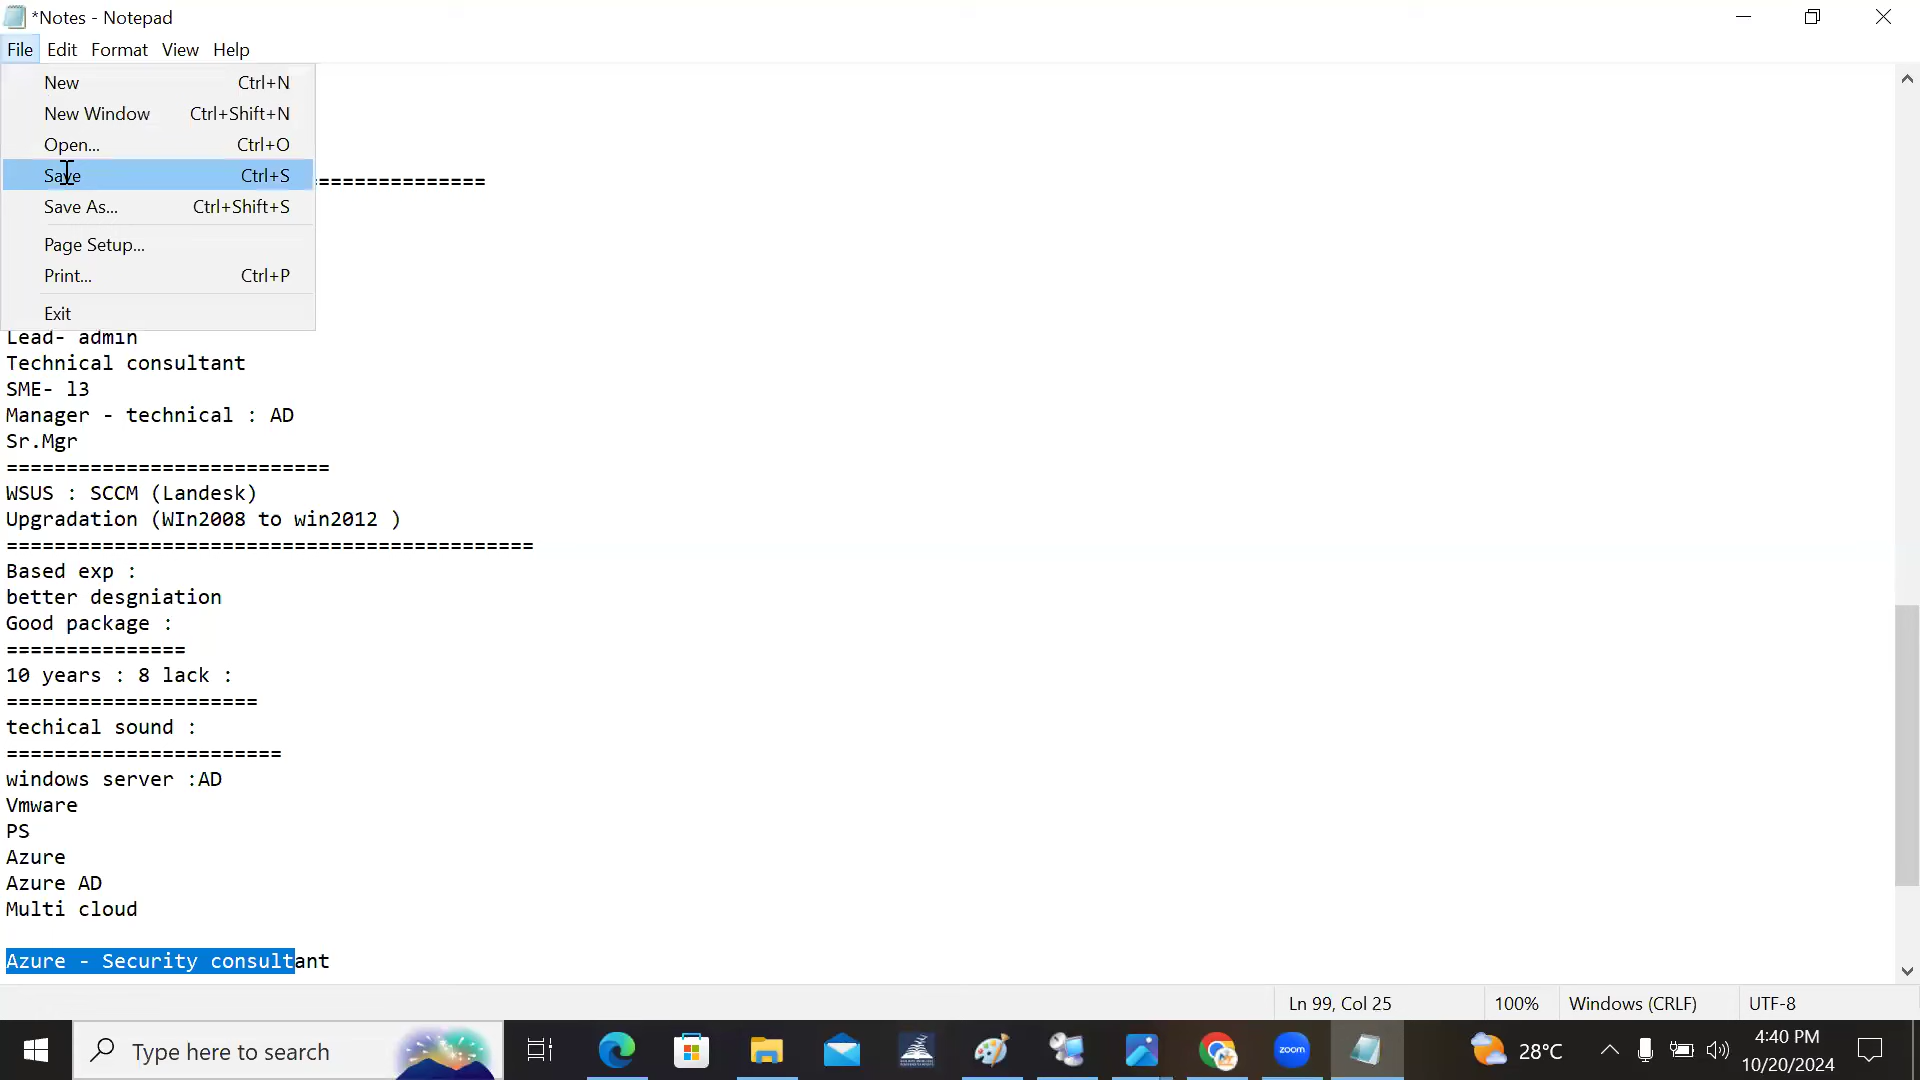 *Notes - Notepad
File Edit Format View Help
New Ctrl+N
New Window Ctrl+Shift+N
Open... Ctrl+O
Save Ctrl+S
===============
Save As... Ctrl+Shift+S
Page Setup...
Print... Ctrl+P
Exit
Lead- admin
Technical consultant
SME- l3
Manager - technical : AD
Sr.Mgr
===========================
WSUS : SCCM (Landesk)
Upgradation (WIn2008 to win2012 )
============================================
Based exp :
better desgniation
Good package :
===============
10 years : 8 lack :
=====================
techical sound :
=======================
windows server :AD
Vmware
PS
Azure
Azure AD
Multi cloud
Azure - Security consultant
Ln 99, Col 25 100% Windows (CRLF) UTF-8
Type here to search
zoom
28°C
4:40 PM
10/20/2024